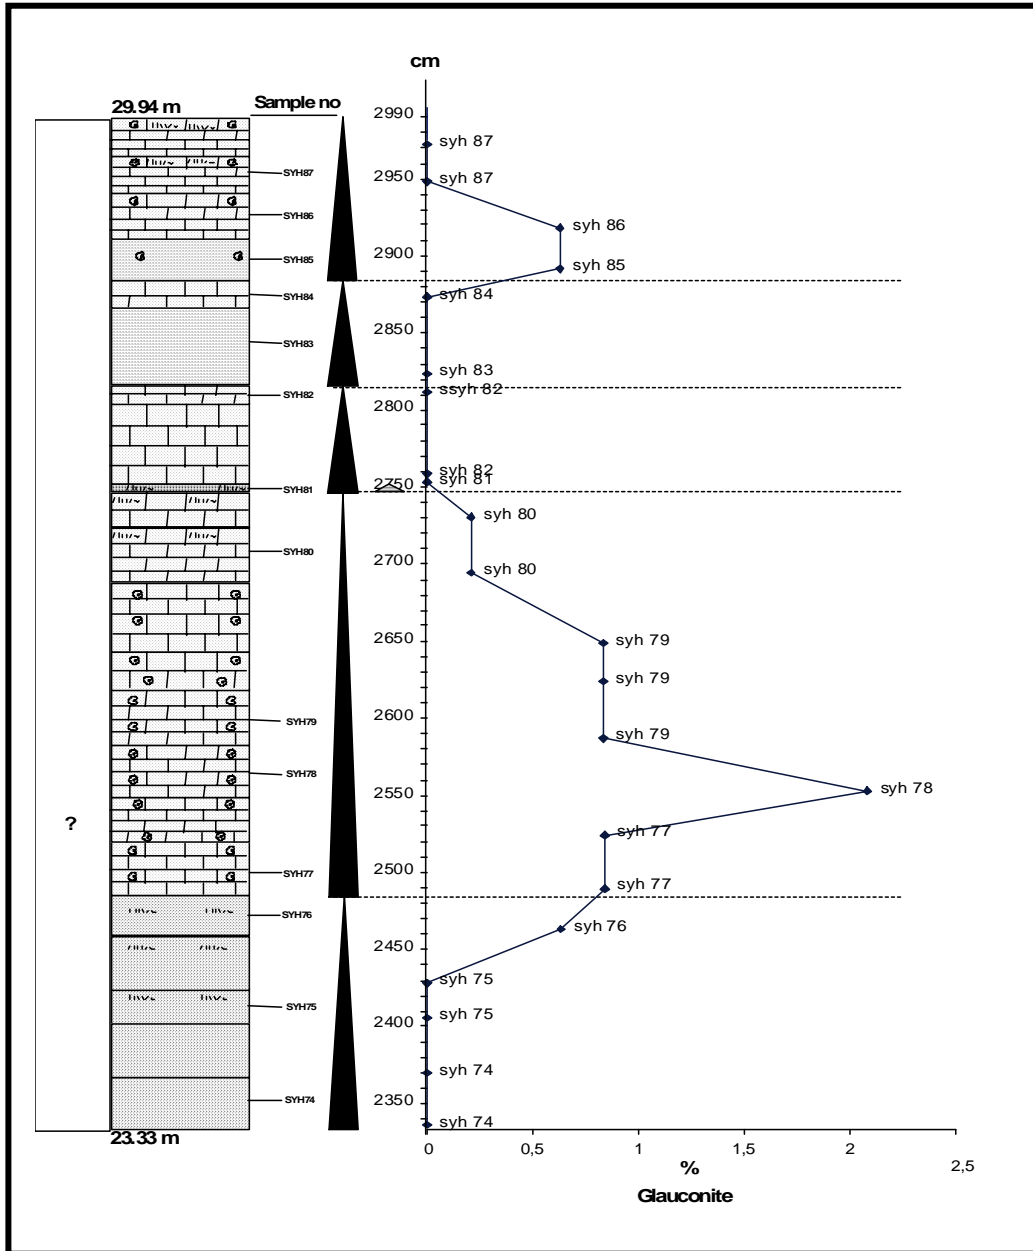 cm
29.94 m
Sample no
SYH87
SYH86
SYH85
SYH84
SYH83
SYH82
SYH81
SYH80
SYH79
SYH78
SYH77
SYH76
SYH75
SYH74
23.33 m
?
2990
2950
2900
2850
2800
2750
2700
2650
2600
2550
2500
2450
2400
2350
syh 87
syh 87
syh 86
syh 85
syh 84
syh 83
ssyh 82
syh 82
syh 81
syh 80
syh 80
syh 79
syh 79
syh 79
syh 78
syh 77
syh 77
syh 76
syh 75
syh 75
syh 74
syh 74
0 0,5 1 1,5 2 2,5
%
Glauconite